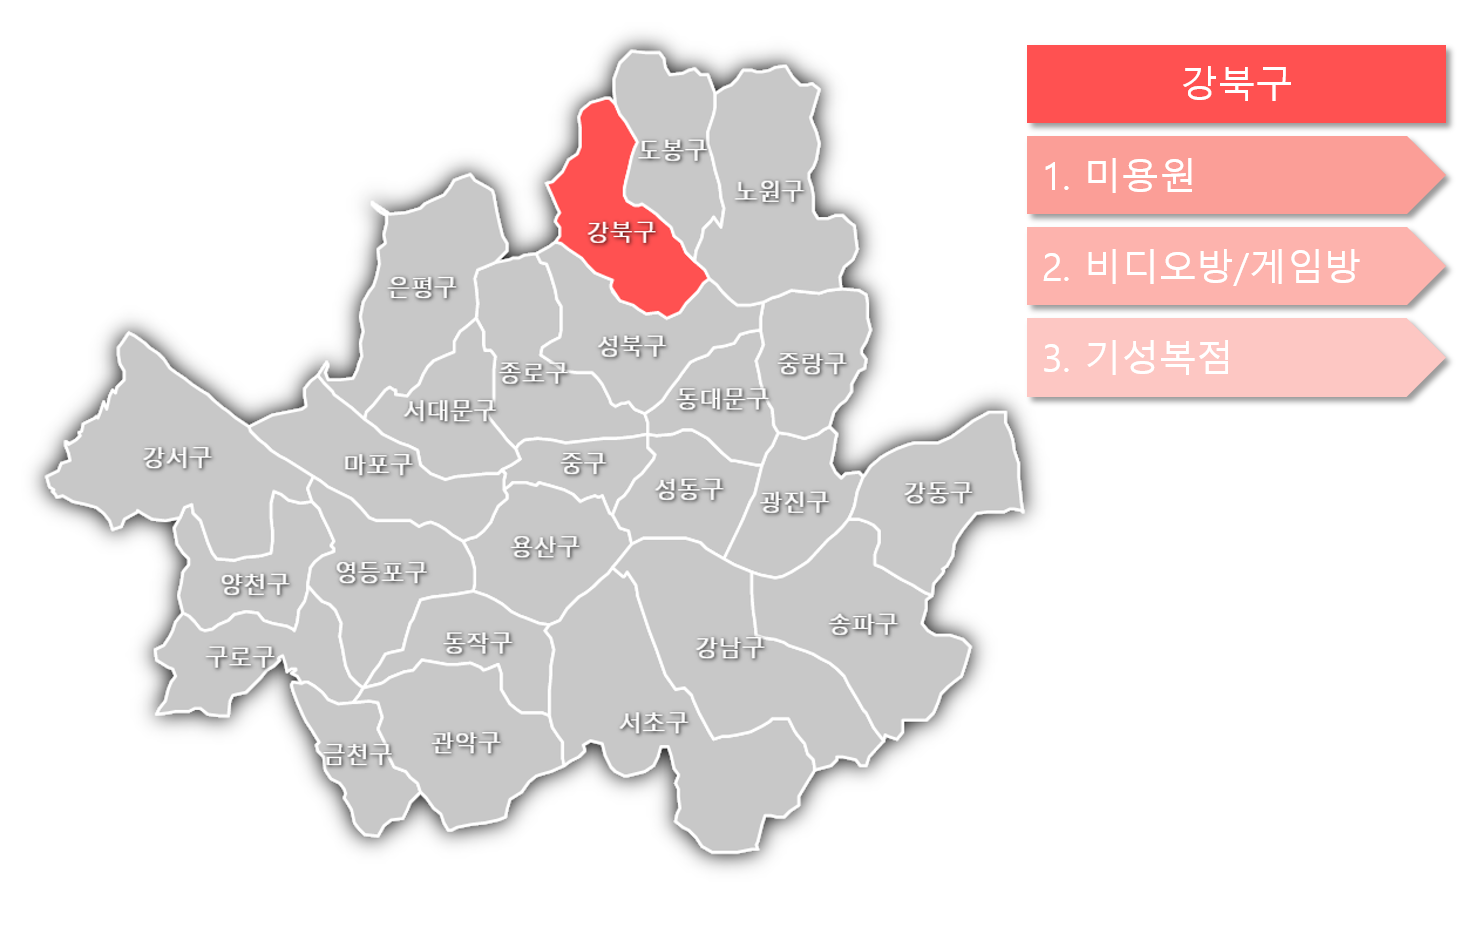 강북구
1. 미용원
2. 비디오방/게임방
3. 기성복점
도봉구
노원구
강북구
은평구
성북구
중랑구
종로구
동대문구
서대문구
강서구
마포구
중구
성동구
광진구
강동구
용산구
영등포구
양천구
송파구
동작구
강남구
구로구
서초구
관악구
금천구